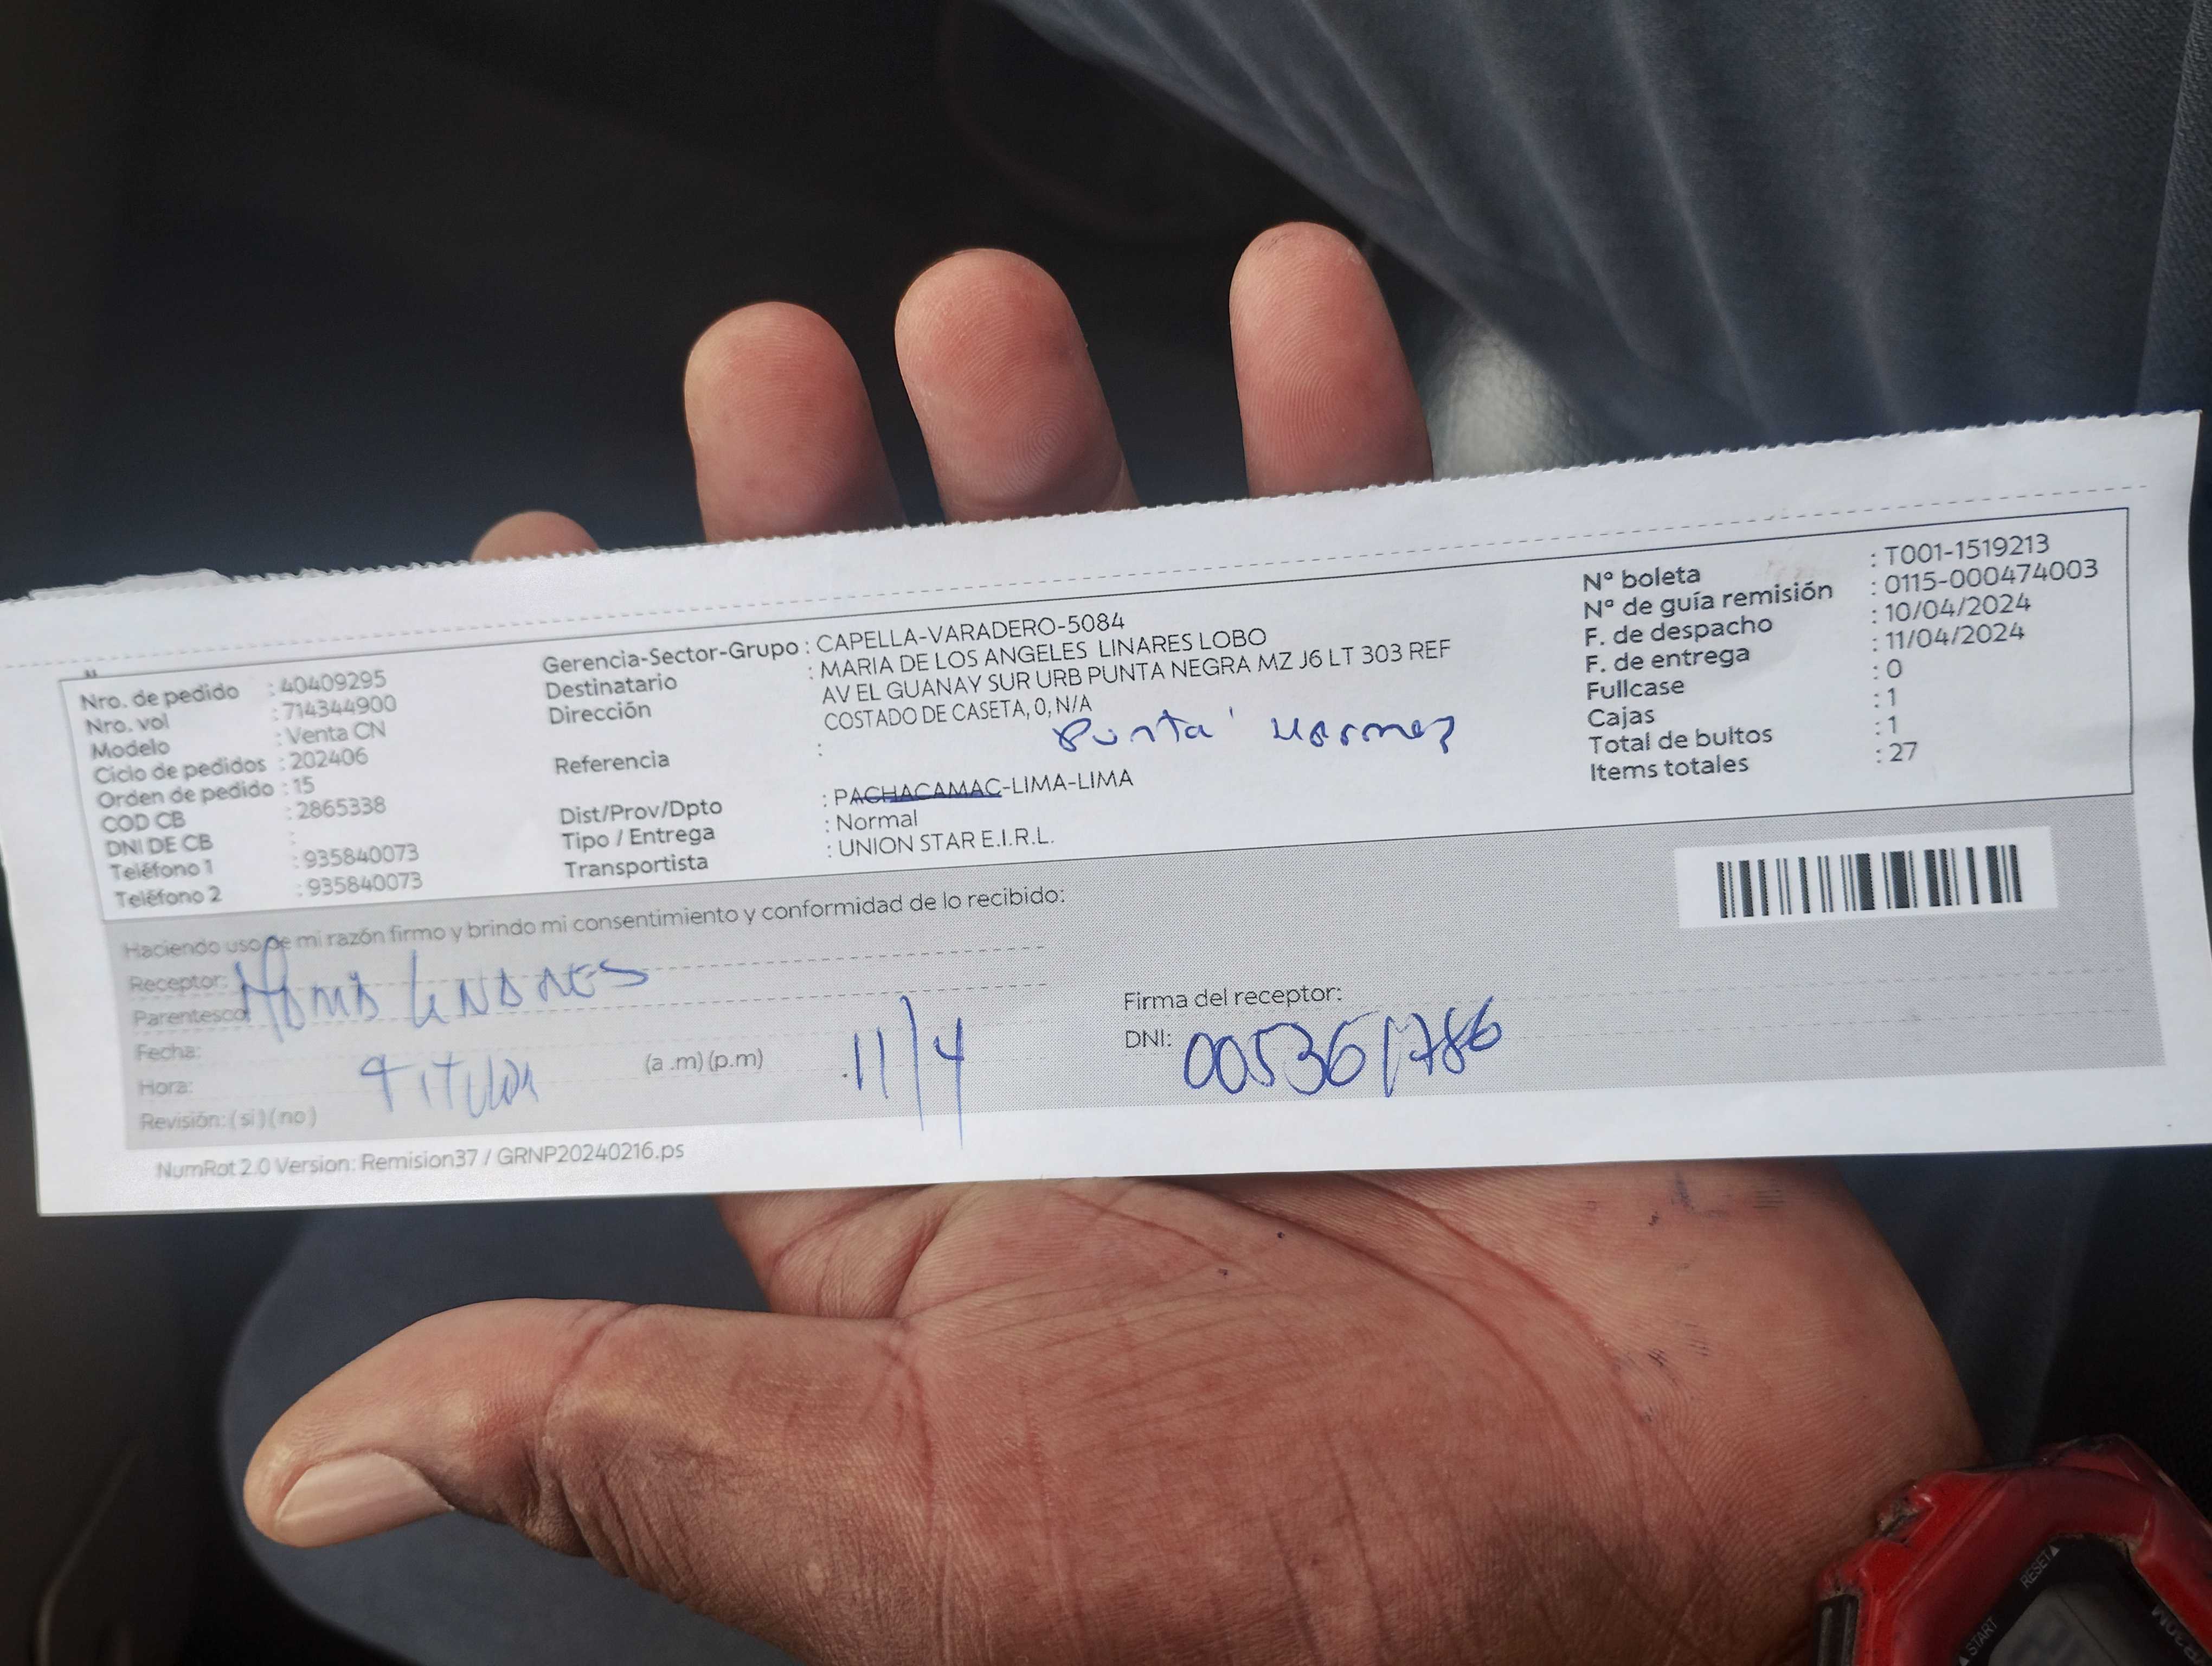 Nro. de pedido : 40409295
Nro. vol : 714344900
Modelo : Venta CN
Ciclo de pedidos : 202406
Orden de pedido : 15
COD CB : 2865338
DNI DE CB :
Teléfono 1 : 935840073
Teléfono 2 : 935840073
Gerencia-Sector-Grupo : CAPELLA-VARADERO-5084
Destinatario : MARIA DE LOS ANGELES LINARES LOBO
Dirección AV EL GUANAY SUR URB PUNTA NEGRA MZ J6 LT 303 REF
COSTADO DE CASETA, 0, N/A
Referencia :
Punta
Dist/Prov/Dpto : PACHACAMAC-LIMA-LIMA
Tipo / Entrega : Normal
Transportista : UNION STAR E.I.R.L.
Nº boleta : T001-1519213
Nº de guía remisión : 0115-000474003
F. de despacho : 10/04/2024
F. de entrega : 11/04/2024
Fullcase : 0
Cajas : 1
Total de bultos : 1
Items totales : 27
Haciendo uso de mi razón firmo y brindo mi consentimiento y conformidad de lo recibido:
Receptor:
Parentesco
Fecha:
Hora: (a .m) (p.m) 11/4
Revisión: (si) (no)
Firma del receptor:
DNI: 005361786
NumRot 2.0 Version: Remision37 / GRNP20240216.ps
RESET
START